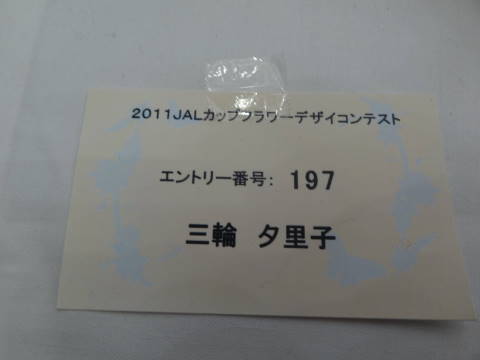 2011JALカップフラワーデザイコンテスト
エントリー番号: 197
三輪 夕里子